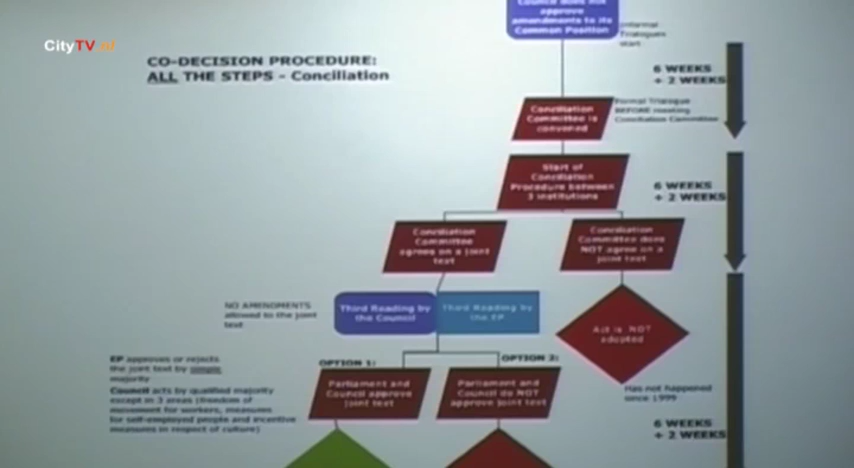 CityTV.nl
Council does not
approve
amendments to its
Common Position
Informal
Trialogues
start
CO-DECISION PROCEDURE:
ALL THE STEPS - Conciliation
6 WEEKS
+ 2 WEEKS
Conciliation
Committee is
convened
Formal Trialogue
BEFORE meeting
Conciliation Committee
Start of
Conciliation
Procedure between
3 institutions
6 WEEKS
+ 2 WEEKS
Conciliation
Committee
agrees on a joint
text
Conciliation
Committee does
NOT agree on a
joint text
NO AMENDMENTS
allowed to the joint
text
Third Reading by
the Council
Third Reading by
the EP
Act is NOT
adopted
EP approves or rejects
the joint text by simple
majority
Council acts by qualified majority
except in 3 areas (freedom of
movement for workers, measures
for self-employed people and incentive
measures in respect of culture)
OPTION 1:
OPTION 2:
Parliament and
Council approve
joint text
Parliament and
Council do NOT
approve joint text
Has not happened
since 1999
6 WEEKS
+ 2 WEEKS